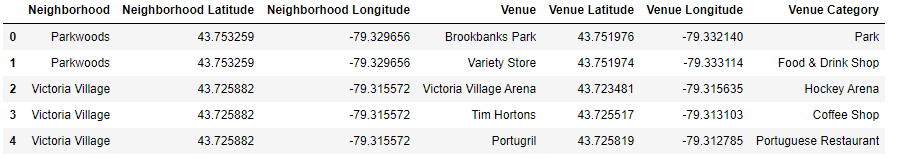 Neighborhood Neighborhood Latitude Neighborhood Longitude Venue Venue Latitude Venue Longitude Venue Category
0 Parkwoods 43.753259 -79.329656 Brookbanks Park 43.751976 -79.332140 Park
1 Parkwoods 43.753259 -79.329656 Variety Store 43.751974 -79.333114 Food & Drink Shop
2 Victoria Village 43.725882 -79.315572 Victoria Village Arena 43.723481 -79.315635 Hockey Arena
3 Victoria Village 43.725882 -79.315572 Tim Hortons 43.725517 -79.313103 Coffee Shop
4 Victoria Village 43.725882 -79.315572 Portugril 43.725819 -79.312785 Portuguese Restaurant